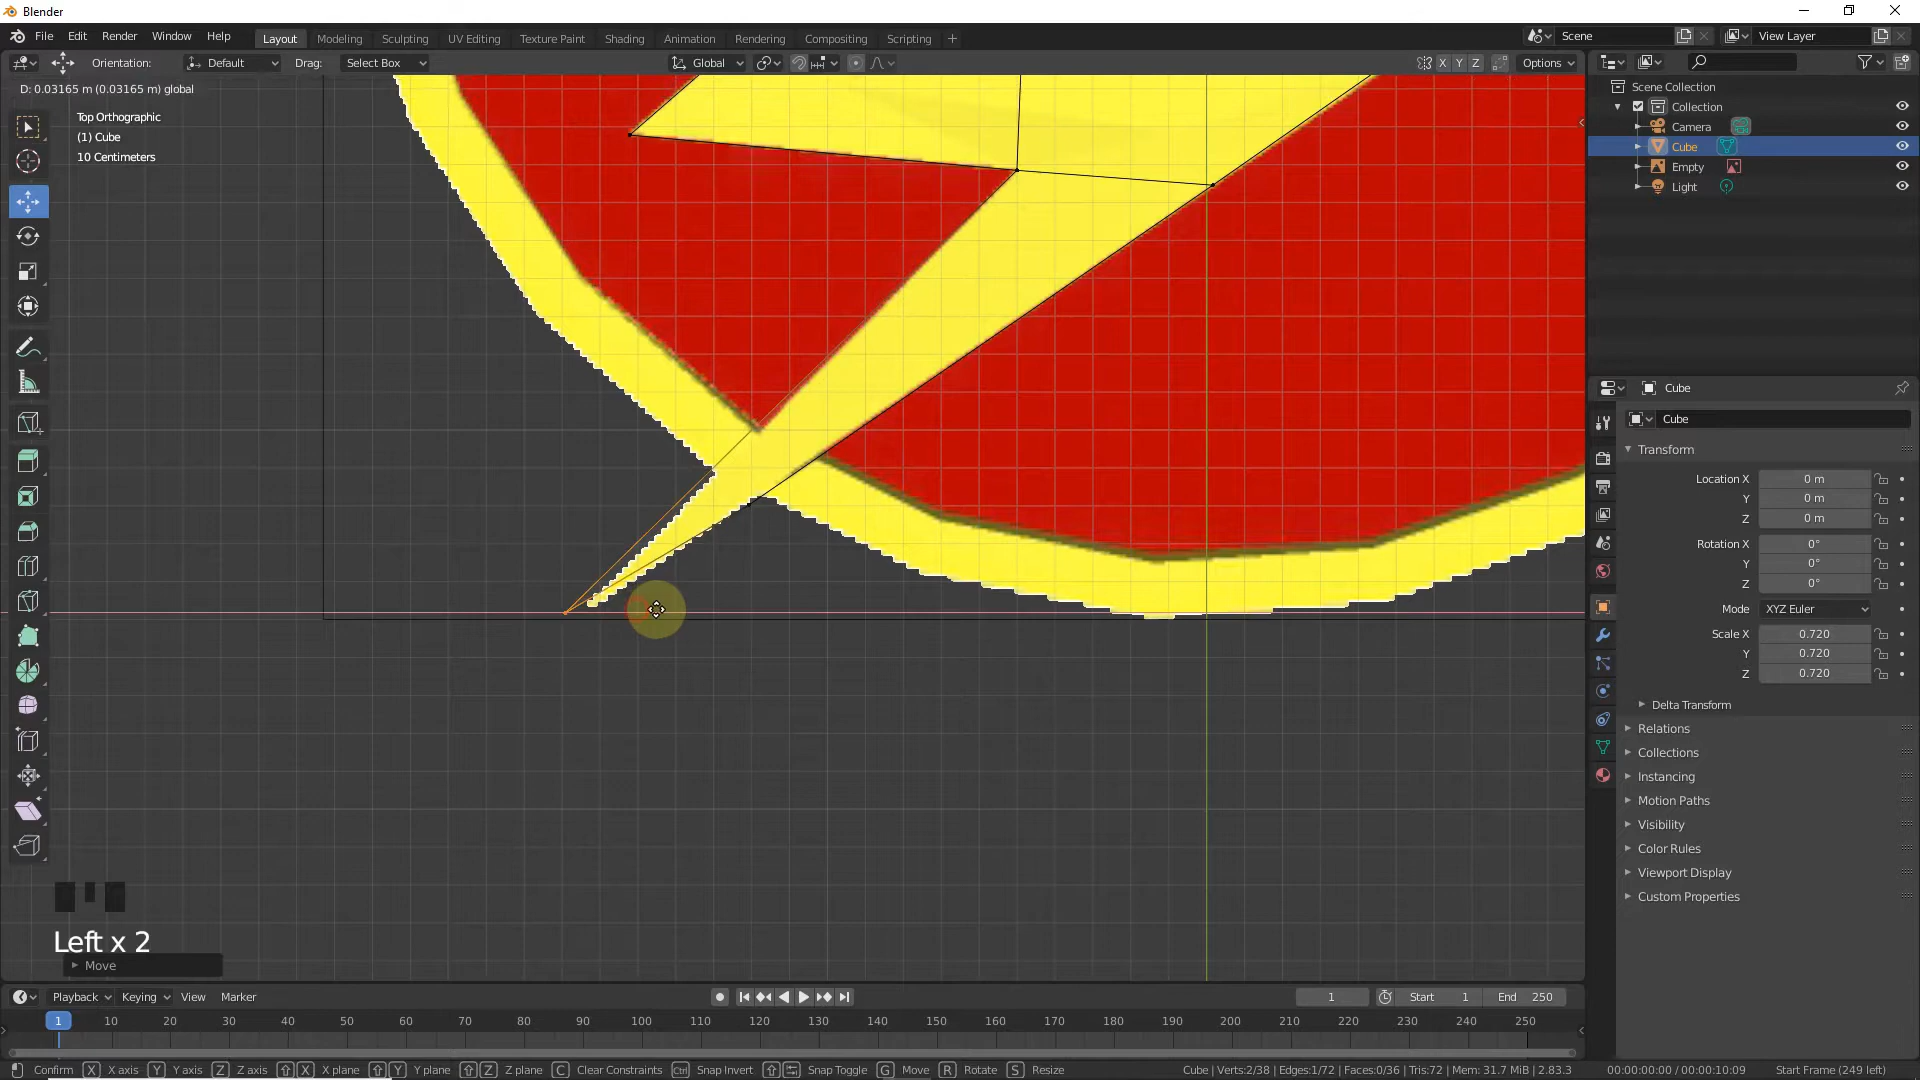 Blender
File Edit Render Window Help Layout Modeling Sculpting UV Editing Texture Paint Shading Animation Rendering Compositing Scripting + Scene View Layer
Orientation: Default Drag: Select Box Global X Y Z Options
D: 0.03165 m (0.03165 m) global
Top Orthographic
(1) Cube
10 Centimeters
Scene Collection
Collection
Camera
Cube
Empty
Light
Cube
Cube
Transform
Location X 0 m
Y 0 m
Z 0 m
Rotation X 0°
Y 0°
Z 0°
Mode XYZ Euler
Scale X 0.720
Y 0.720
Z 0.720
Delta Transform
Relations
Collections
Instancing
Motion Paths
Visibility
Color Rules
Viewport Display
Custom Properties
Left x 2
Move
Playback Keying View Marker 1 Start 1 End 250
1 10 20 30 40 50 60 70 80 90 100 110 120 130 140 150 160 170 180 190 200 210 220 230 240 250
Confirm X X axis Y Y axis Z Z axis X X plane Y Y plane Z Z plane C Clear Constraints Ctrl Snap Invert Snap Toggle G Move R Rotate S Resize Cube | Verts:2/38 | Edges:1/72 | Faces:0/36 | Tris:72 | Mem: 31.7 MiB | 2.83.3 00:00:00:00 / 00:00:10:09 Start Frame (249 left)